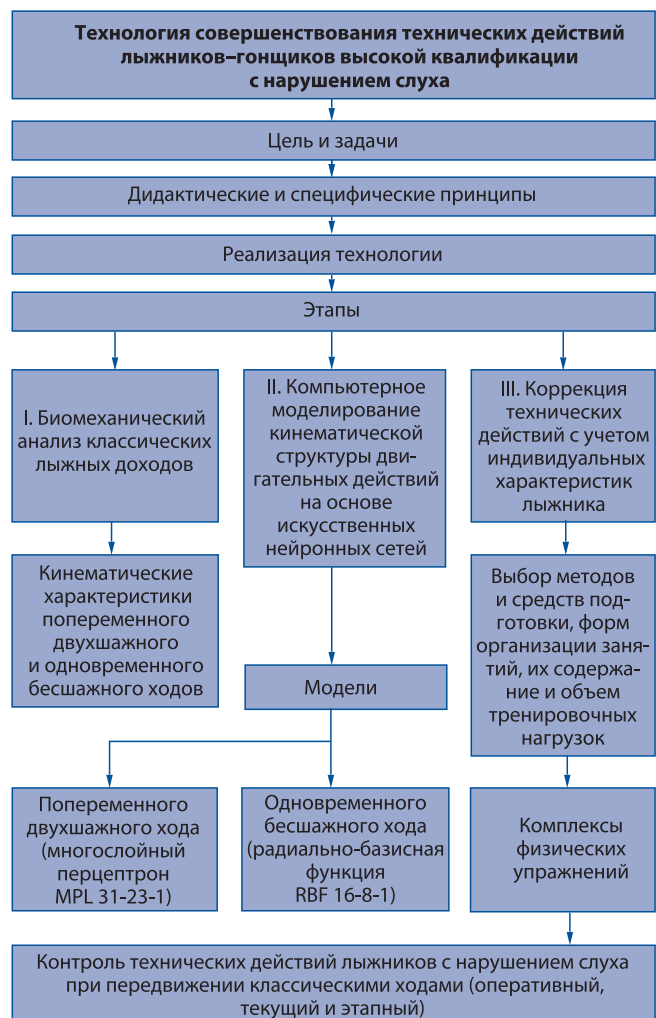 Технология совершенствования технических действий
лыжников–гонщиков высокой квалификации
с нарушением слуха
Цель и задачи
Дидактические и специфические принципы
Реализация технологии
Этапы
I. Биомеханический
анализ классических
лыжных доходов
II. Компьютерное
моделирование
кинематической
структуры дви-
гательных действий
на основе
искусственных
нейронных сетей
III. Коррекция
технических
действий с учетом
индивидуальных
характеристик
лыжника
Кинематические
характеристики
попеременного
двухшажного
и одновременного
бесшажного ходов
Модели
Выбор методов
и средств под-
готовки, форм
организации заня-
тий, их содержа-
ние и объем
тренировочных
нагрузок
Попеременного
двухшажного хода
(многослойный
перцептрон
MPL 31-23-1)
Одновременного
бесшажного хода
(радиально-базисная
функция
RBF 16-8-1)
Комплексы
физических
упражнений
Контроль технических действий лыжников с нарушением слуха
при передвижении классическими ходами (оперативный,
текущий и этапный)